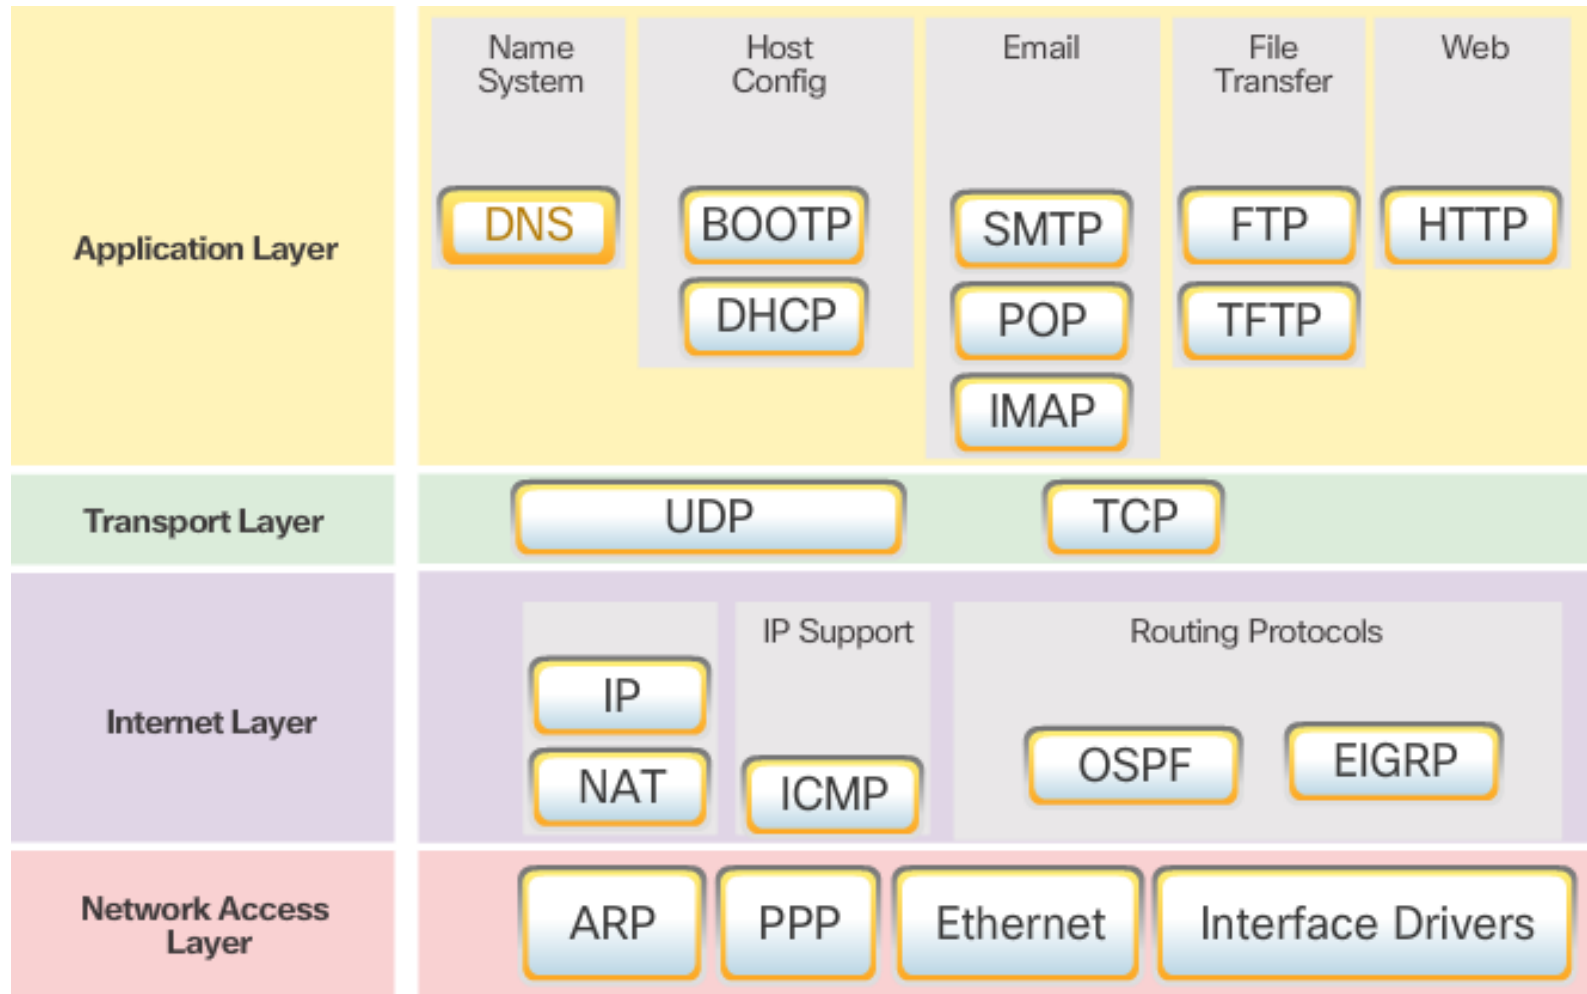 Name
System
Host
Config
Email
File
Transfer
Web
DNS
BOOTP
SMTP
FTP
HTTP
DHCP
POP
TFTP
IMAP
Application Layer
Transport Layer
UDP
TCP
IP Support
Routing Protocols
IP
NAT
ICMP
OSPF
EIGRP
Internet Layer
Network Access
Layer
ARP
PPP
Ethernet
Interface Drivers